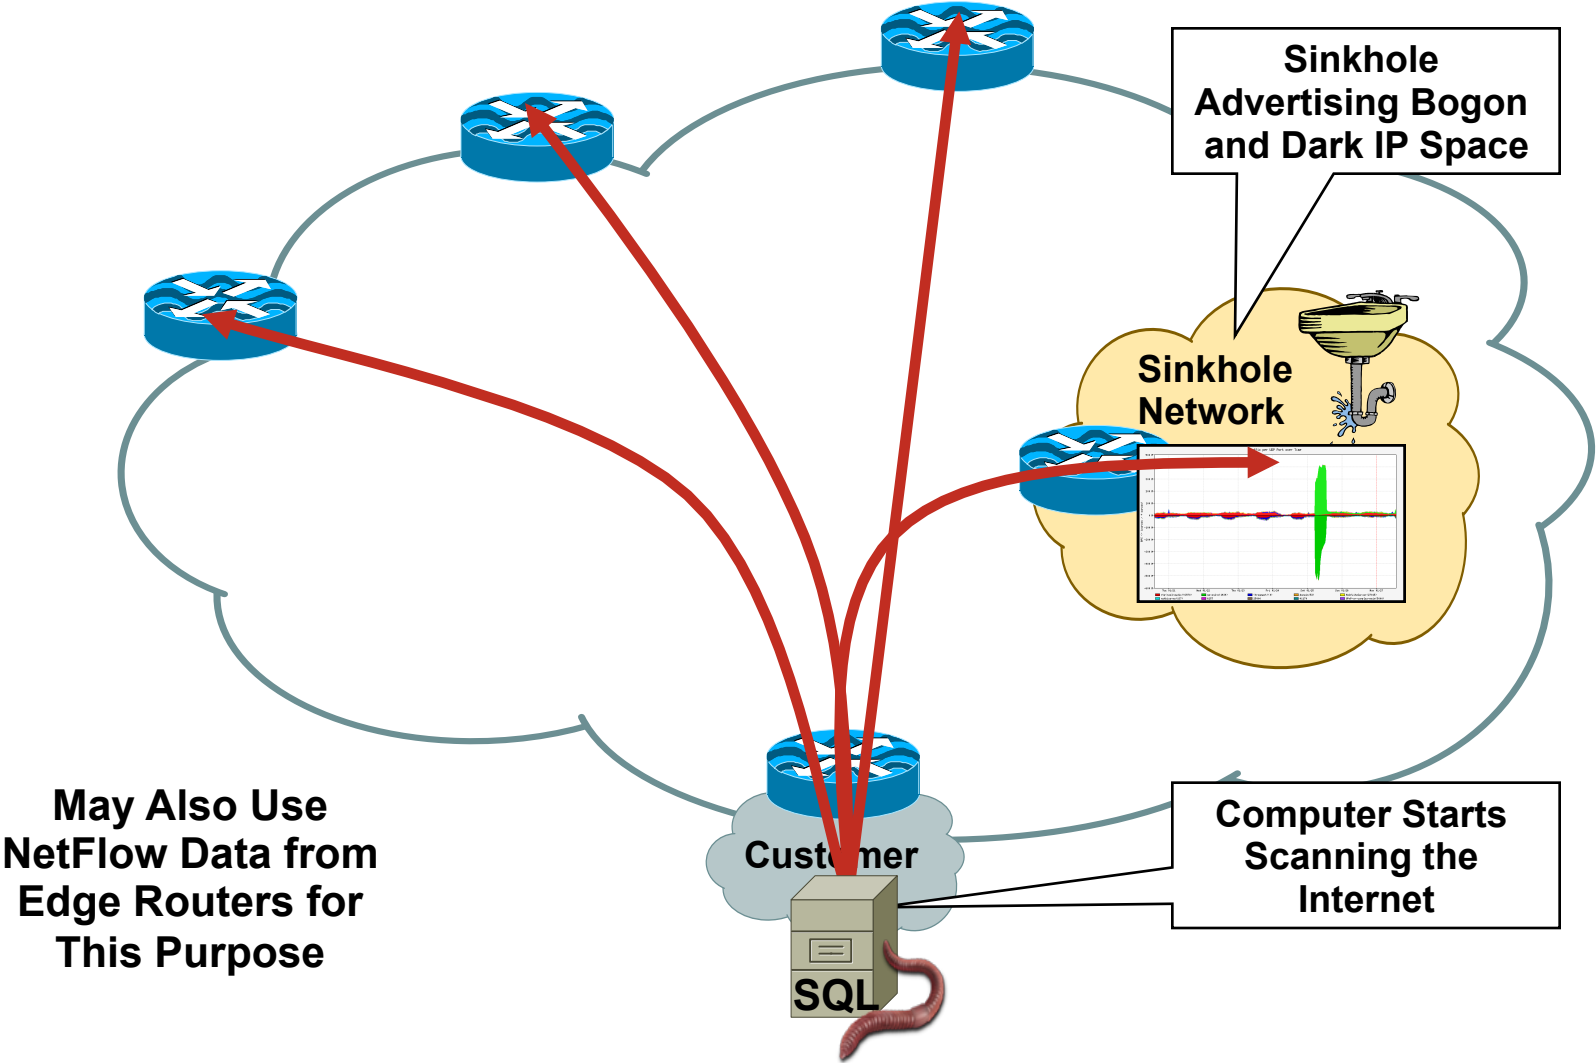 Sinkhole
Advertising Bogon
and Dark IP Space
Sinkhole
Network
Customer
SQL
Computer Starts
Scanning the
Internet
May Also Use
NetFlow Data from
Edge Routers for
This Purpose